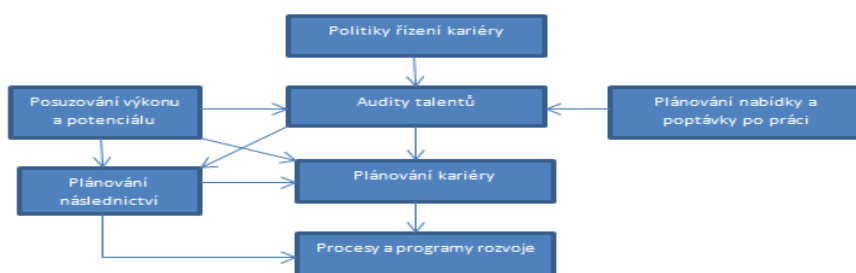 Politiky řízení kariéry
Posuzování výkonu
a potenciálu
Audity talentů
Plánování nabídky a
poptávky po práci
Plánování
následnictví
Plánování kariéry
Procesy a programy rozvoje